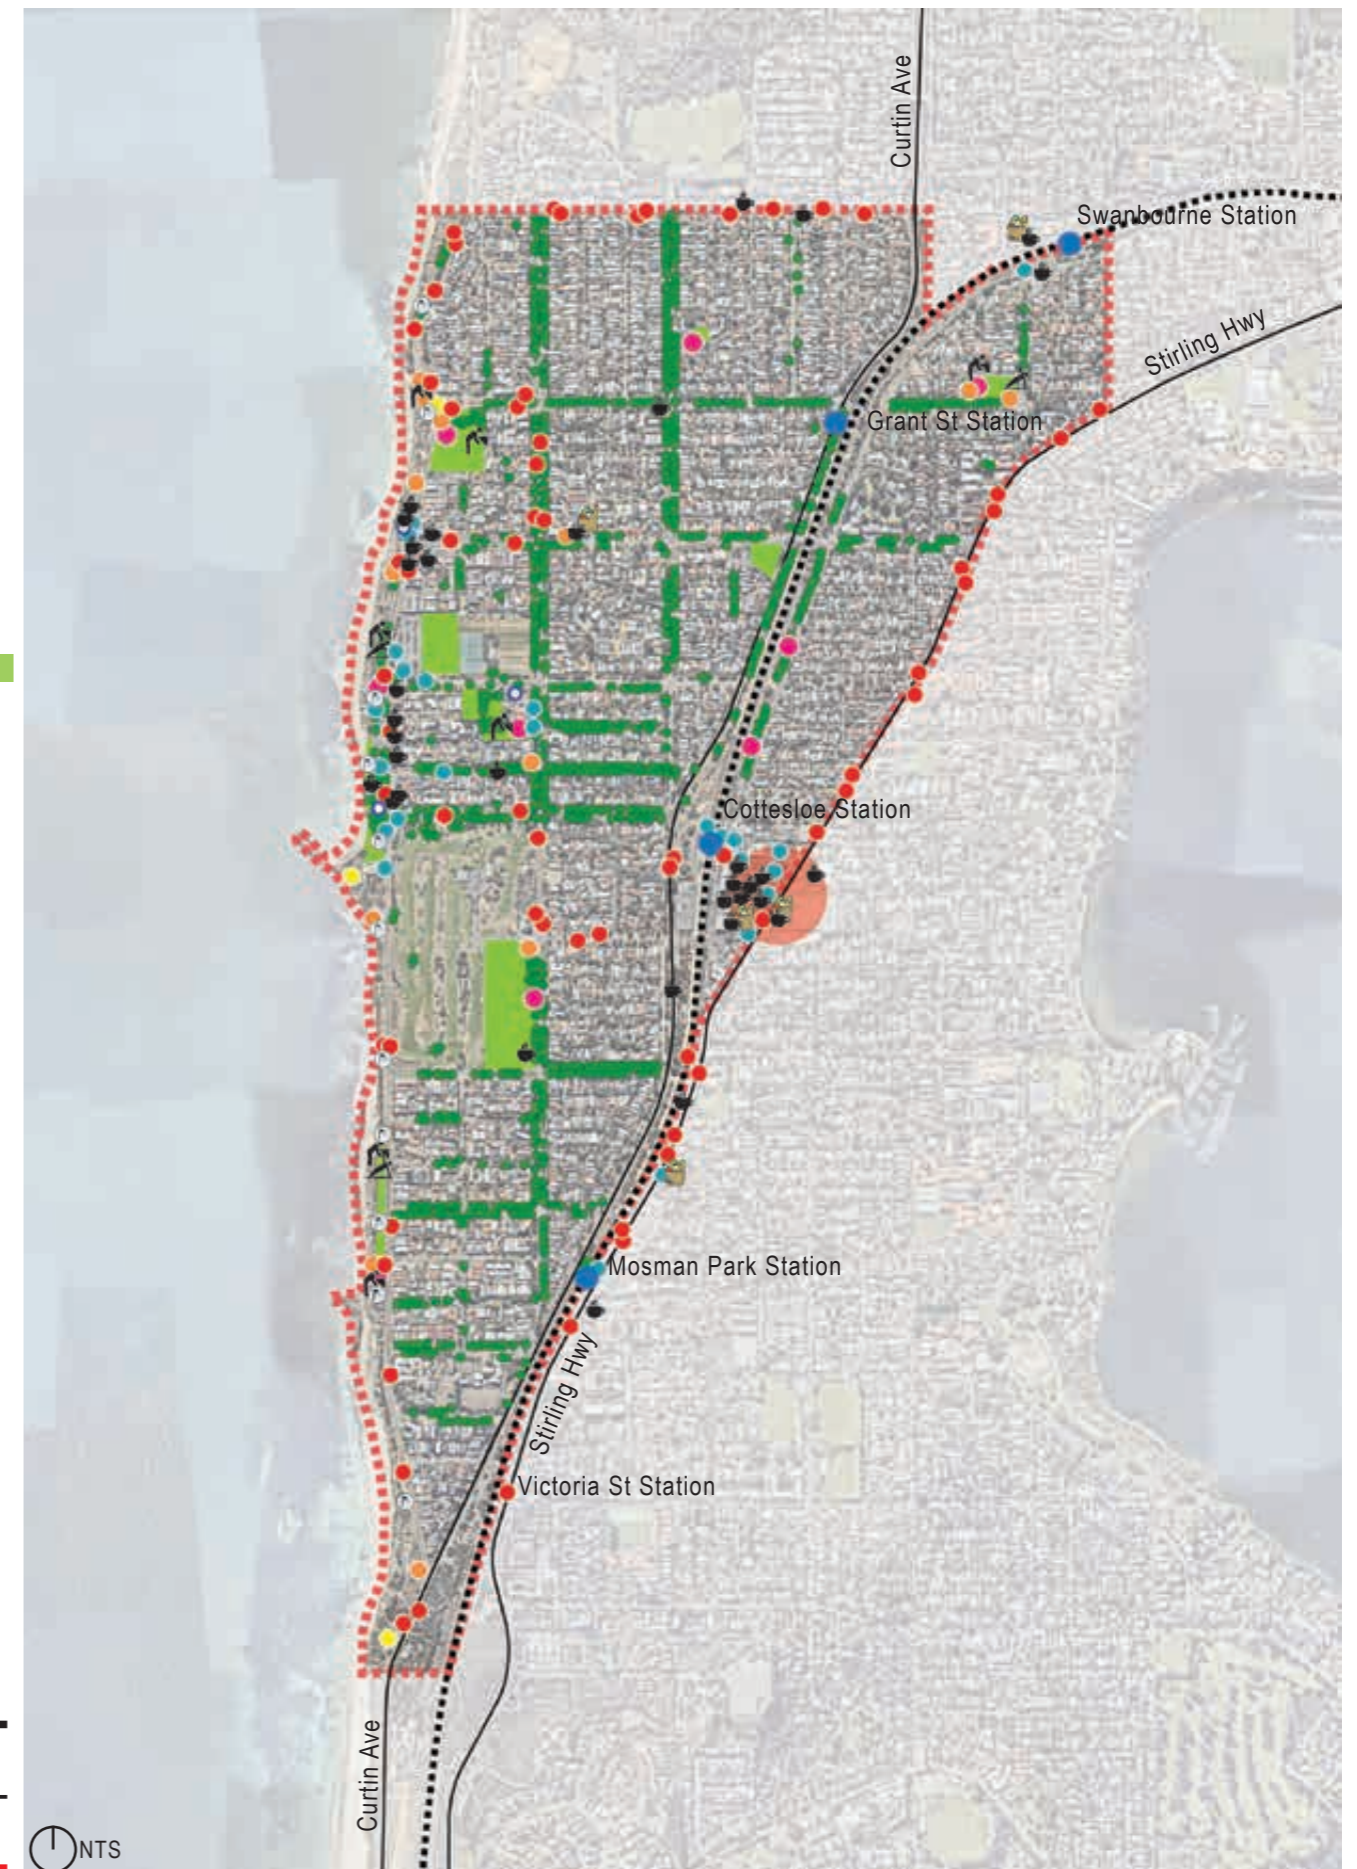 Curtin Ave
Swanbourne Station
Stirling Hwy
Grant St Station
Cottesloe Station
Mosman Park Station
Stirling Hwy
Victoria St Station
Curtin Ave
NTS